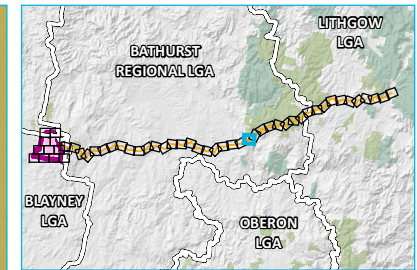 LITHGOW
LGA
BATHURST
REGIONAL LGA
BLAYNEY
LGA
OBERON
LGA